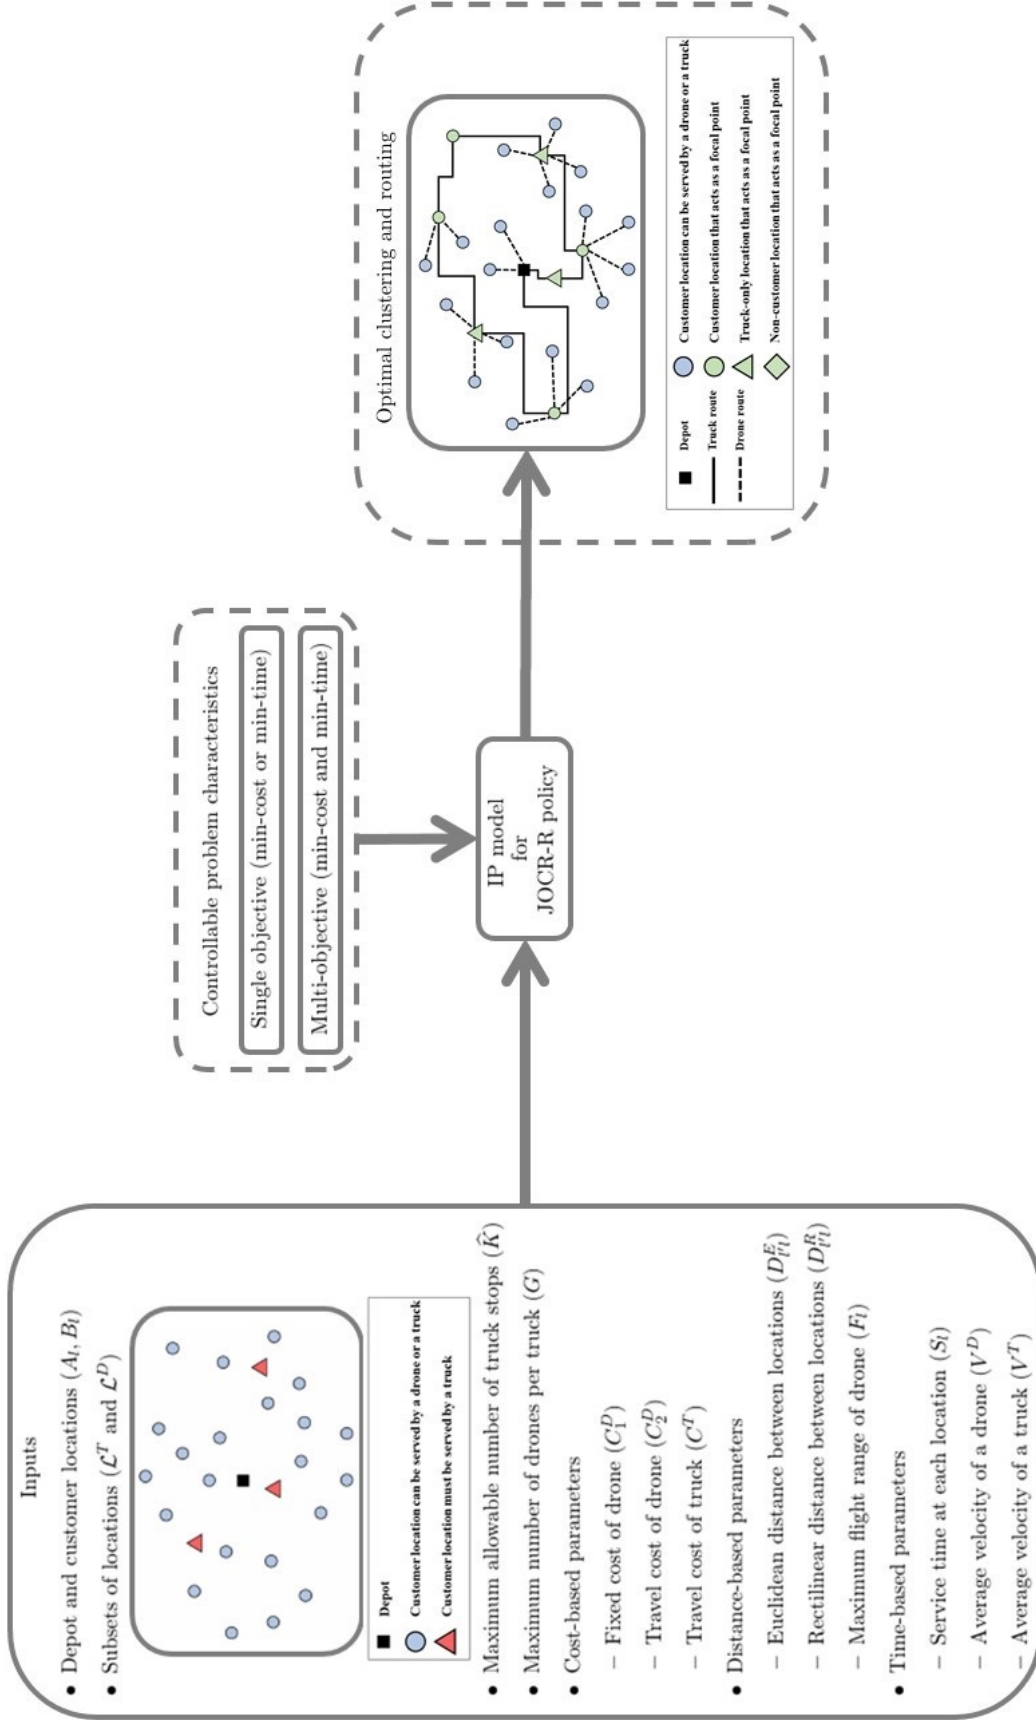 Inputs
• Depot and customer locations (A_l, B_l)
• Subsets of locations (ℒ^T and ℒ^D)
Depot
Customer location can be served by a drone or a truck
Customer location must be served by a truck
• Maximum allowable number of truck stops (K̂)
• Maximum number of drones per truck (G)
• Cost-based parameters
– Fixed cost of drone (C_1^D)
– Travel cost of drone (C_2^D)
– Travel cost of truck (C^T)
• Distance-based parameters
– Euclidean distance between locations (D_{l'l}^E)
– Rectilinear distance between locations (D_{l'l}^R)
– Maximum flight range of drone (F_l)
• Time-based parameters
– Service time at each location (S_l)
– Average velocity of a drone (V^D)
– Average velocity of a truck (V^T)
Controllable problem characteristics
Single objective (min-cost or min-time)
Multi-objective (min-cost and min-time)
IP model
for
JOCR-R policy
Optimal clustering and routing
Depot
Truck route
Drone route
Customer location can be served by a drone or a truck
Customer location that acts as a focal point
Truck-only location that acts as a focal point
Non-customer location that acts as a focal point